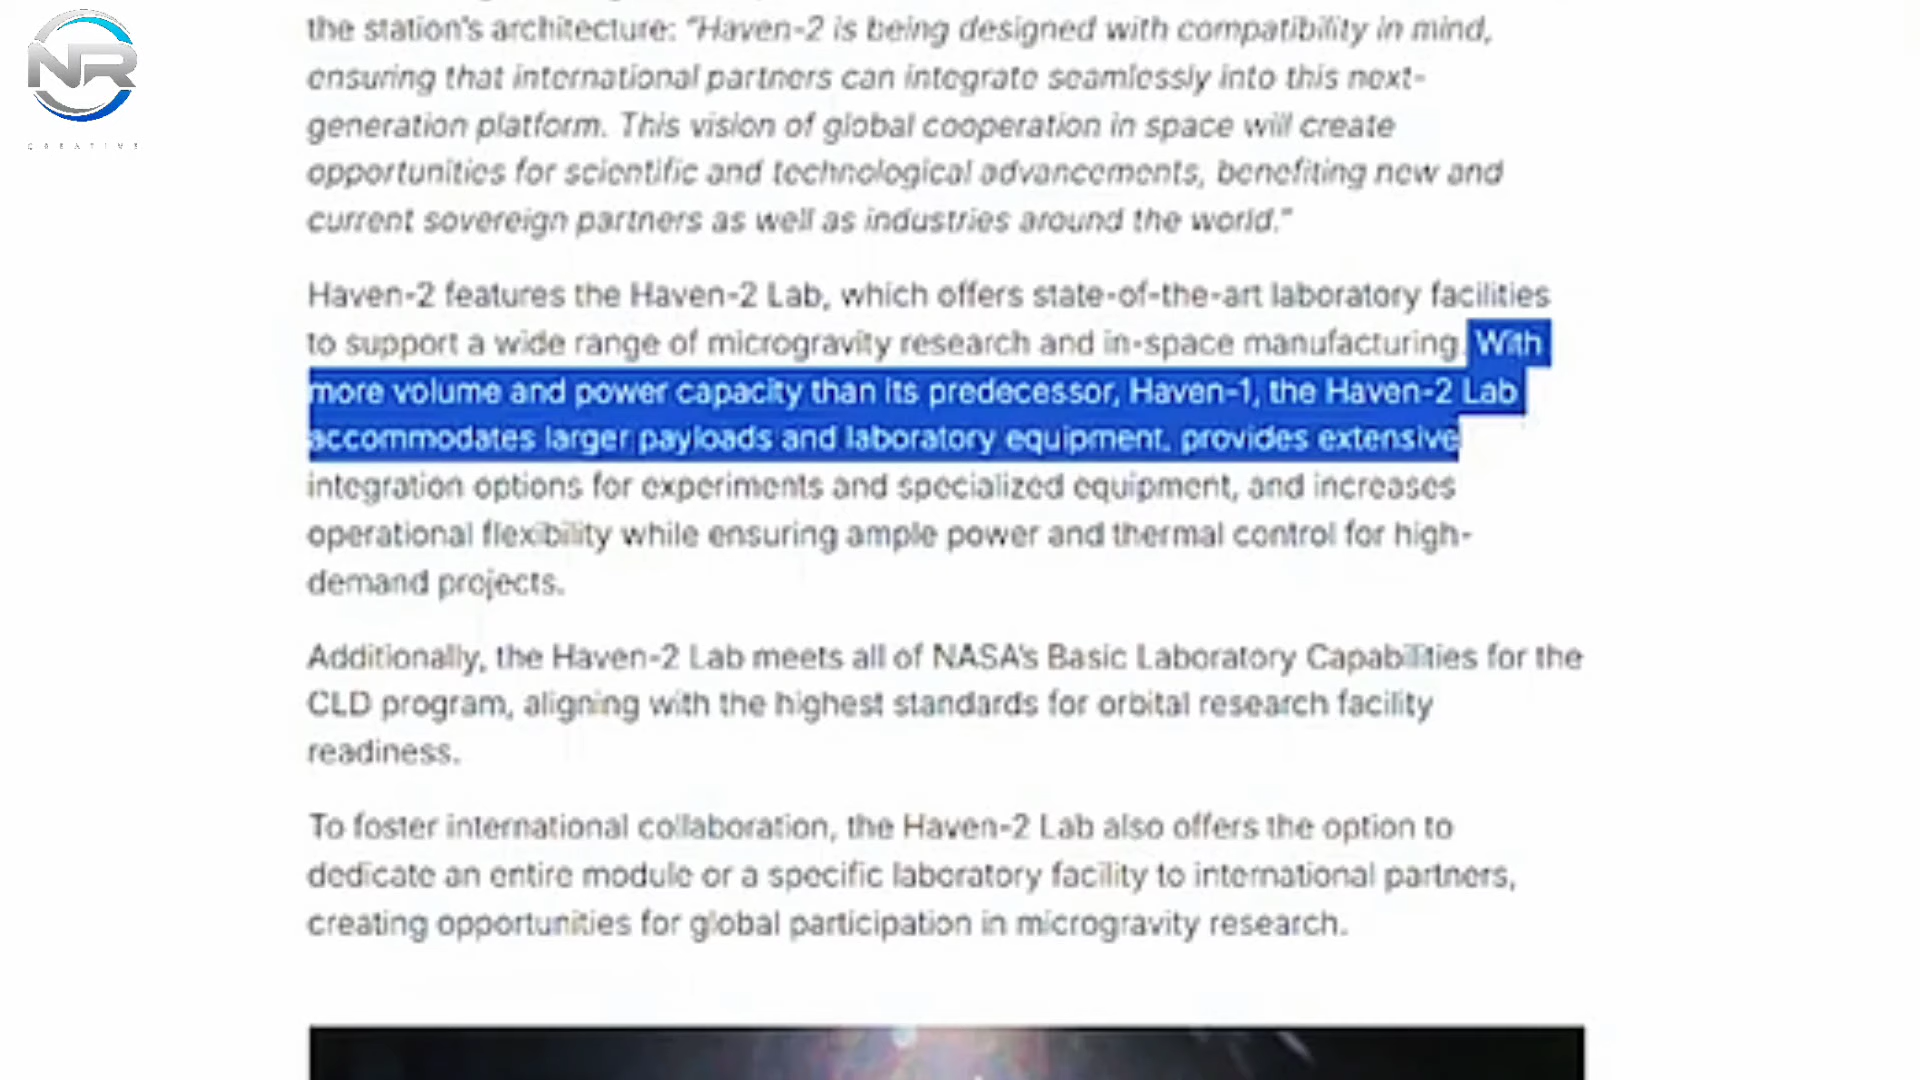 NR
CREATIVE
the station's architecture: "Haven-2 is being designed with compatibility in mind,
ensuring that international partners can integrate seamlessly into this next-
generation platform. This vision of global cooperation in space will create
opportunities for scientific and technological advancements, benefiting new and
current sovereign partners as well as industries around the world."
Haven-2 features the Haven-2 Lab, which offers state-of-the-art laboratory facilities
to support a wide range of microgravity research and in-space manufacturing. With
more volume and power capacity than its predecessor, Haven-1, the Haven-2 Lab
accommodates larger payloads and laboratory equipment, provides extensive
integration options for experiments and specialized equipment, and increases
operational flexibility while ensuring ample power and thermal control for high-
demand projects.
Additionally, the Haven-2 Lab meets all of NASA's Basic Laboratory Capabilities for the
CLD program, aligning with the highest standards for orbital research facility
readiness.
To foster international collaboration, the Haven-2 Lab also offers the option to
dedicate an entire module or a specific laboratory facility to international partners,
creating opportunities for global participation in microgravity research.